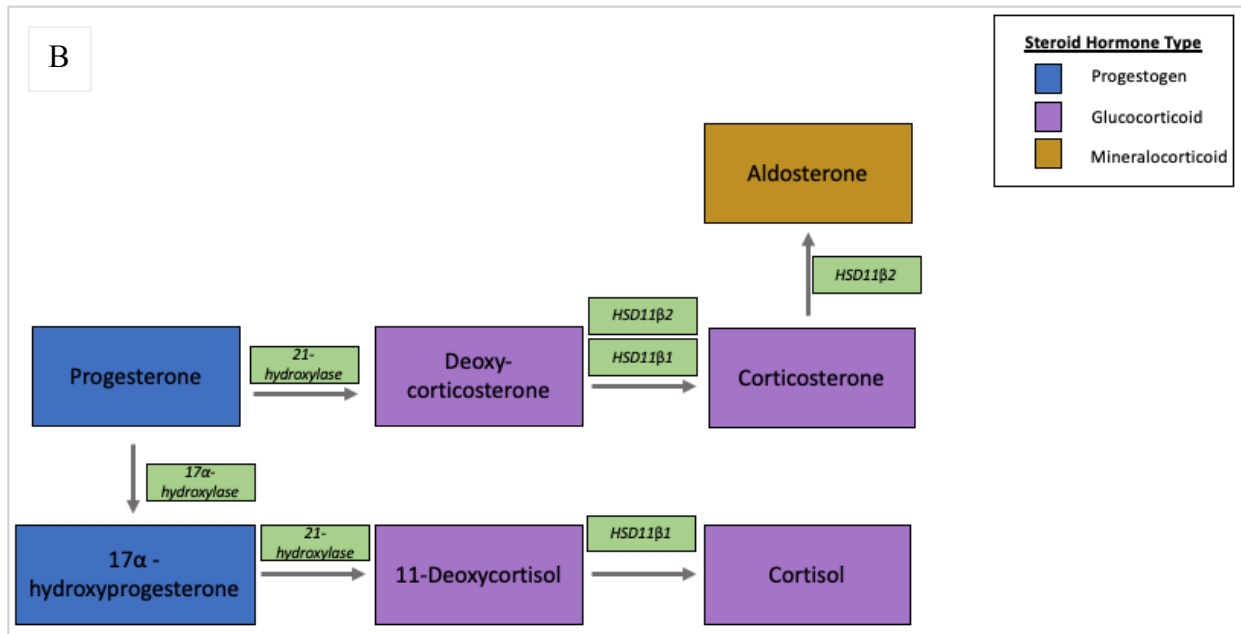 B
Steroid Hormone Type
Progestogen
Glucocorticoid
Mineralocorticoid
Aldosterone
HSD11β2
Progesterone
21-
hydroxylase
Deoxy-
corticosterone
HSD11β2
HSD11β1
Corticosterone
17α-
hydroxylase
17α -
hydroxyprogesterone
21-
hydroxylase
11-Deoxycortisol
HSD11β1
Cortisol